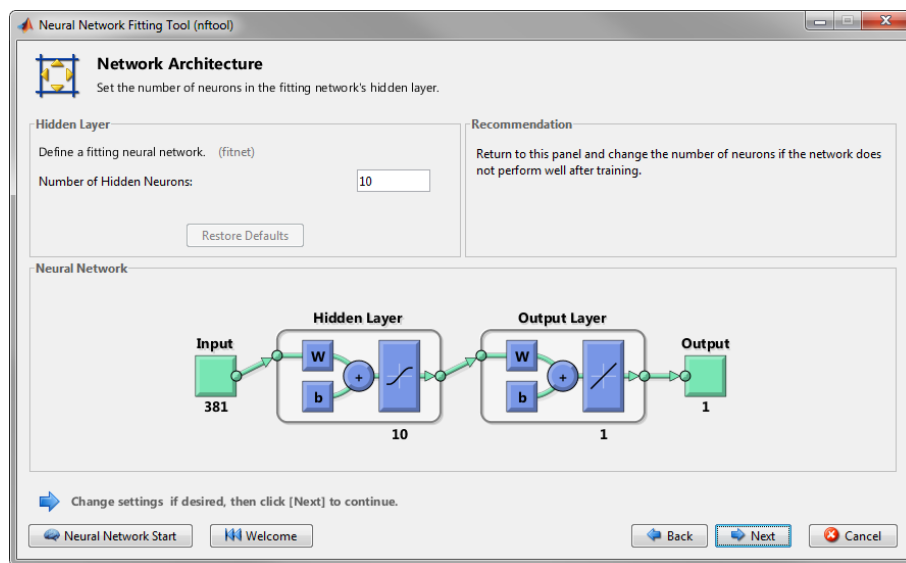 Neural Network Fitting Tool (nftool)
Network Architecture
Set the number of neurons in the fitting network's hidden layer.
Hidden Layer
Define a fitting neural network. (fitnet)
Number of Hidden Neurons: 10
Restore Defaults
Recommendation
Return to this panel and change the number of neurons if the network does
not perform well after training.
Neural Network
Hidden Layer
Output Layer
Input
Output
W
b
+
W
b
+
381
10
1
1
Change settings if desired, then click [Next] to continue.
Neural Network Start
Welcome
Back
Next
Cancel